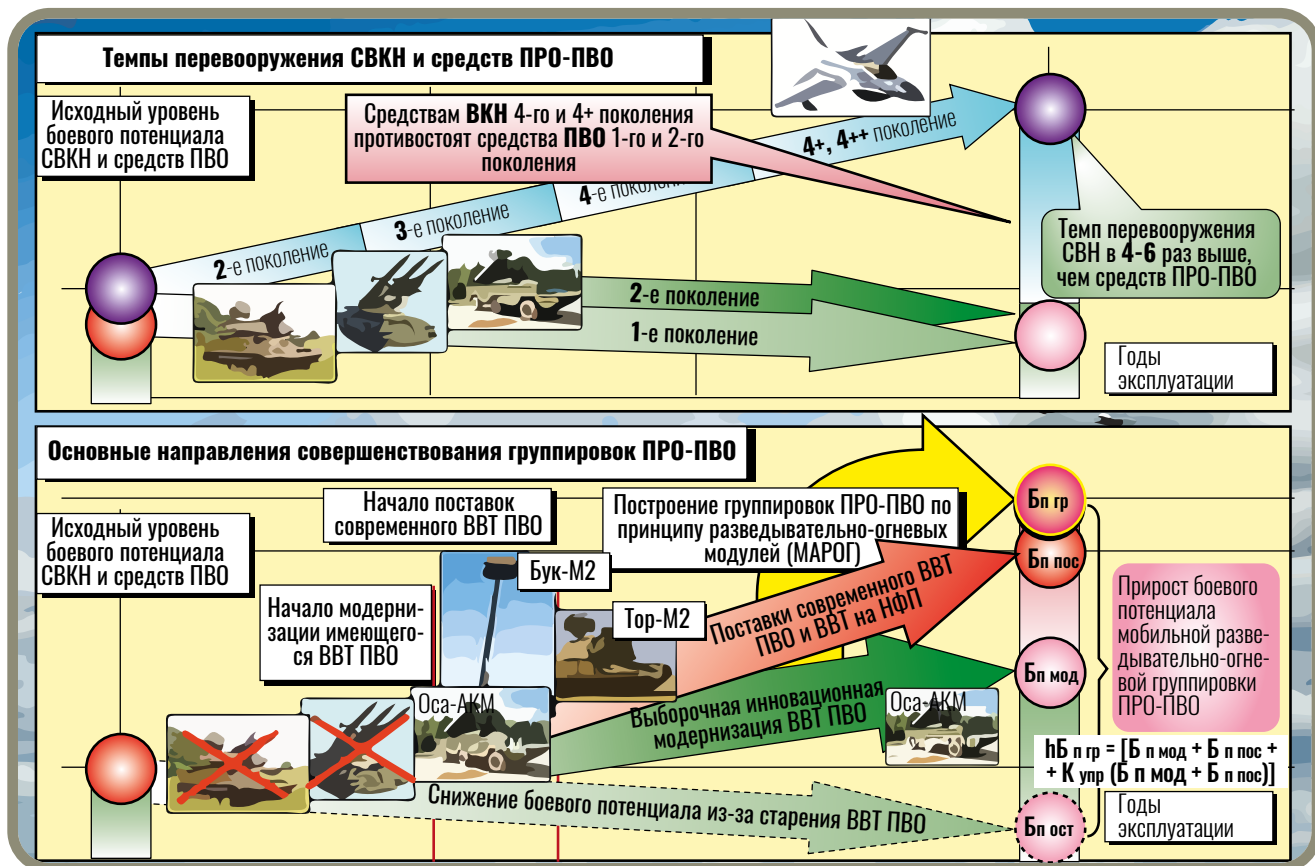 Темпы перевооружения СВКН и средств ПРО-ПВО
Исходный уровень
боевого потенциала
СВКН и средств ПВО
Средствам ВКН 4-го и 4+ поколения
противостоят средства ПВО 1-го и 2-го
поколения
2-е поколение
3-е поколение
4-е поколение
4+, 4++ поколение
Темп перевооружения
СВН в 4-6 раз выше,
чем средств ПРО-ПВО
2-е поколение
1-е поколение
Годы
эксплуатации
Основные направления совершенствования группировок ПРО-ПВО
Исходный уровень
боевого потенциала
СВКН и средств ПВО
Начало поставок
современного ВВТ ПВО
Построение группировок ПРО-ПВО по
принципу разведывательно-огневых
модулей (МАРОГ)
Начало модерни-
зации имеющего-
ся ВВТ ПВО
Бук-М2
Тор-М2
Оса-АКМ
Поставки современного ВВТ
ПВО и ВВТ на НФП
Выборочная инновационная
модернизация ВВТ ПВО
Оса-АКМ
Снижение боевого потенциала из-за старения ВВТ ПВО
Бп гр
Бп пос
Бп мод
Бп ост
Прирост боевого
потенциала
мобильной разве-
дывательно-огне-
вой группировки
ПРО-ПВО
hБ п гр = [Б п мод + Б п пос +
+ К упр (Б п мод + Б п пос)]
Годы
эксплуатации